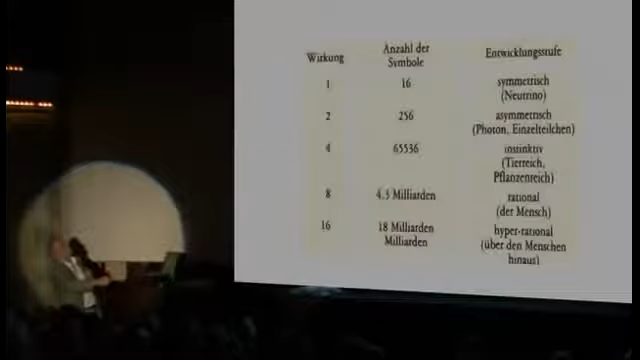 Wirkung Anzahl der Symbole Entwicklungsstufe
1 16 symmetrisch
(Neutrino)
2 256 asymmetrisch
(Photon, Einzelteilchen)
4 65536 instinktiv
(Tierreich,
Pflanzenreich)
8 4.3 Milliarden rational
(der Mensch)
16 18 Milliarden hyper-rational
Milliarden (über den Menschen
hinaus)